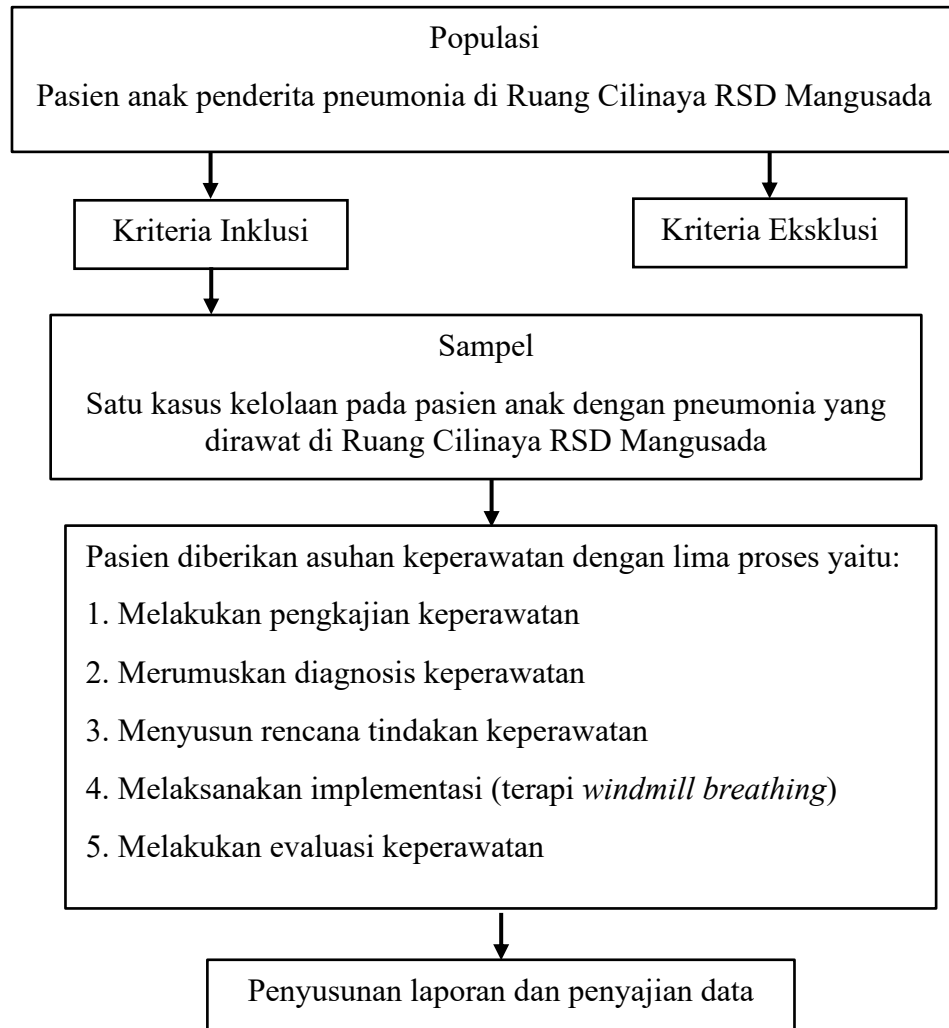 Populasi
Pasien anak penderita pneumonia di Ruang Cilinaya RSD Mangusada
Kriteria Inklusi
Kriteria Eksklusi
Sampel
Satu kasus kelolaan pada pasien anak dengan pneumonia yang
dirawat di Ruang Cilinaya RSD Mangusada
Pasien diberikan asuhan keperawatan dengan lima proses yaitu:
1. Melakukan pengkajian keperawatan
2. Merumuskan diagnosis keperawatan
3. Menyusun rencana tindakan keperawatan
4. Melaksanakan implementasi (terapi windmill breathing)
5. Melakukan evaluasi keperawatan
Penyusunan laporan dan penyajian data